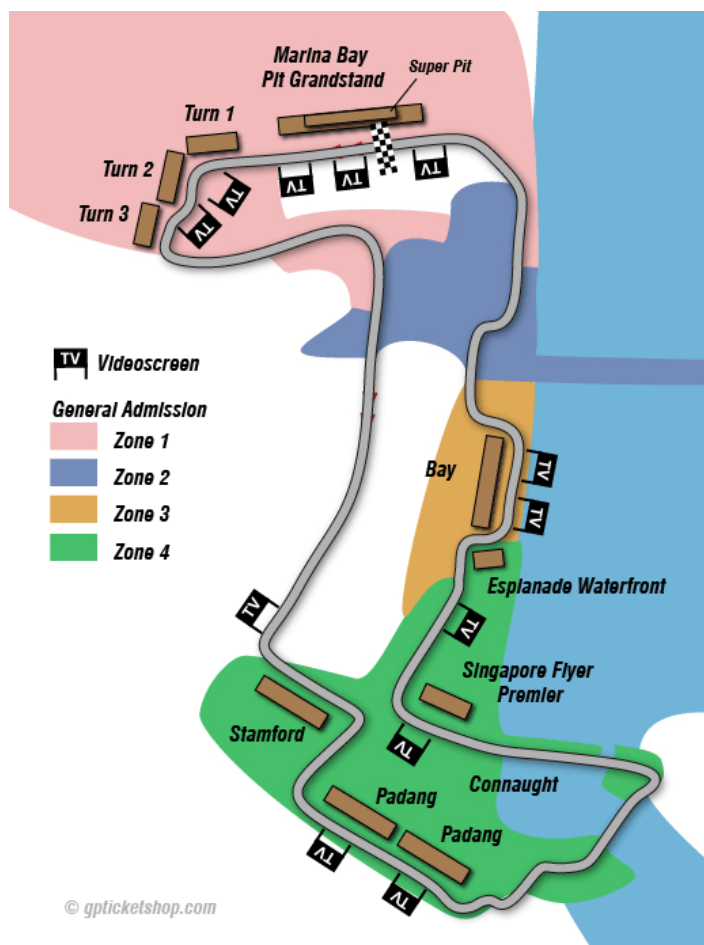 Marina Bay
Pit Grandstand
Super Pit
Turn 1
Turn 2
Turn 3
TV
TV
TV
TV
TV
TV Videoscreen
General Admission
Zone 1
Zone 2
Zone 3
Zone 4
Bay
TV
TV
Esplanade Waterfront
TV
TV
Singapore Flyer
Premier
Stamford
TV
Connaught
Padang
Padang
TV
TV
© gpticketshop.com